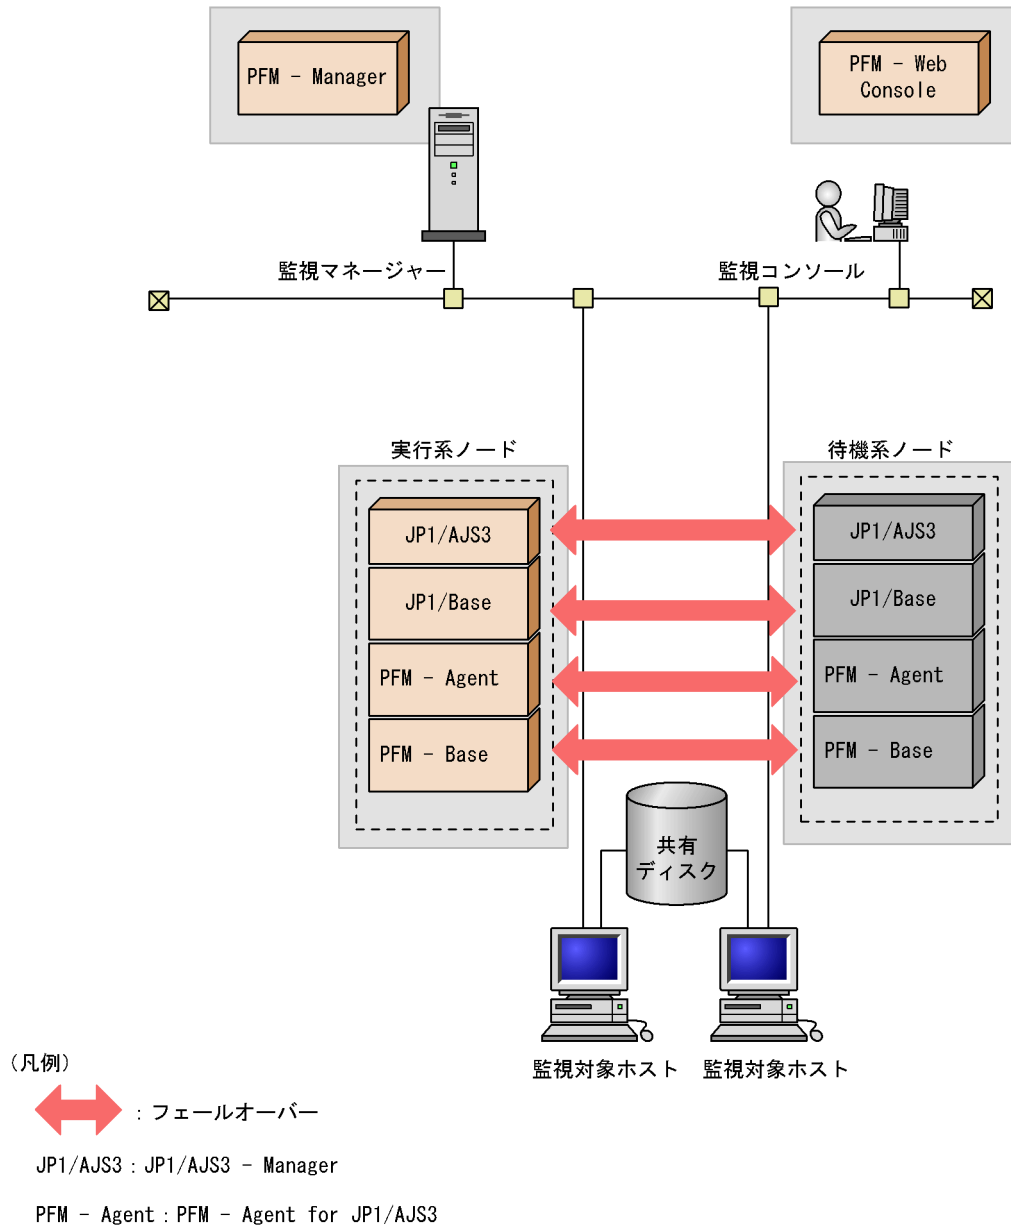 PFM - Manager
PFM - Web
Console
監視マネージャー
監視コンソール
実行系ノード
待機系ノード
JP1/AJS3
JP1/Base
PFM - Agent
PFM - Base
JP1/AJS3
JP1/Base
PFM - Agent
PFM - Base
共有
ディスク
監視対象ホスト
監視対象ホスト
(凡例)
：フェールオーバー
JP1/AJS3：JP1/AJS3 - Manager
PFM - Agent：PFM - Agent for JP1/AJS3